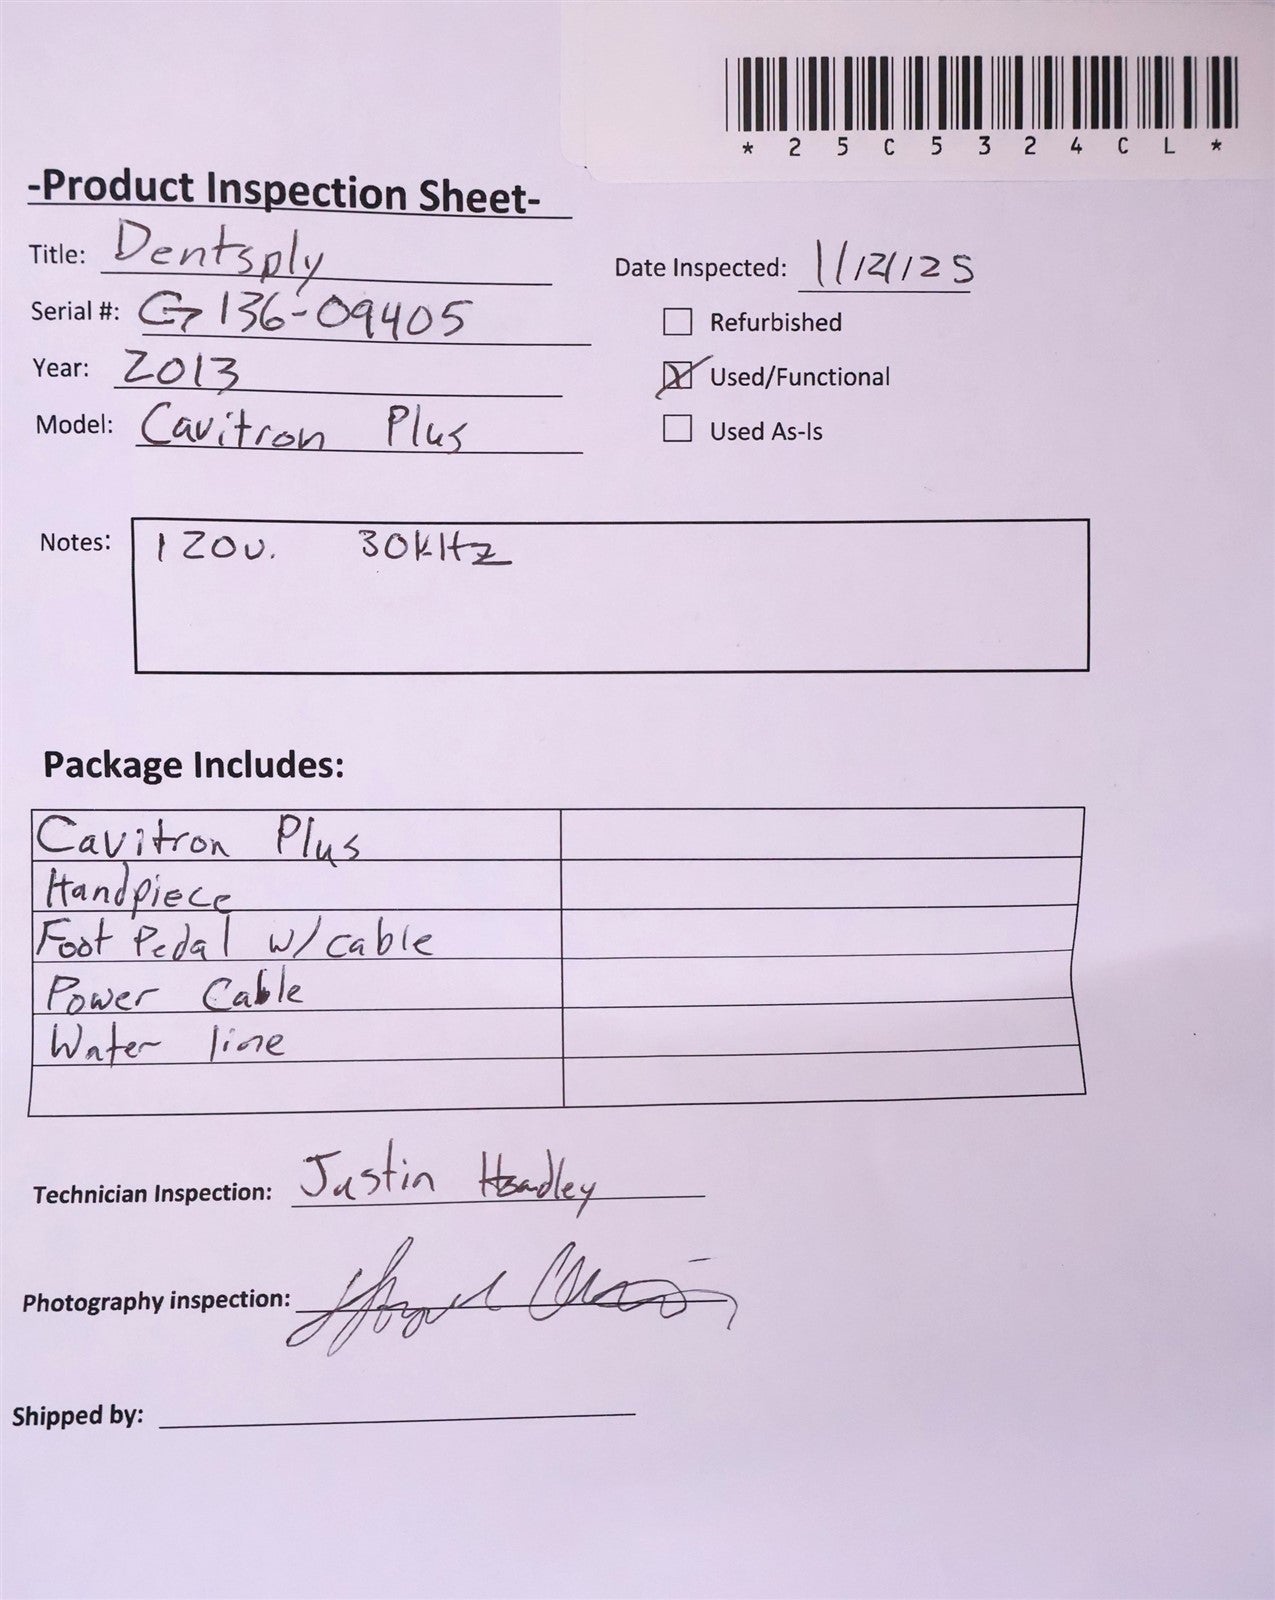 *25C5324CL*
-Product Inspection Sheet-
Title: Dentsply
Date Inspected: 11/21/25
Serial #: G136-09405
Refurbished
Year: 2013
Used/Functional
Model: Cavitron Plus
Used As-Is
Notes: 120v. 30kHz
Package Includes:
Cavitron Plus
Handpiece
Foot Pedal w/cable
Power Cable
Water line
Technician Inspection: Justin Hoadley
Photography inspection:
Shipped by: